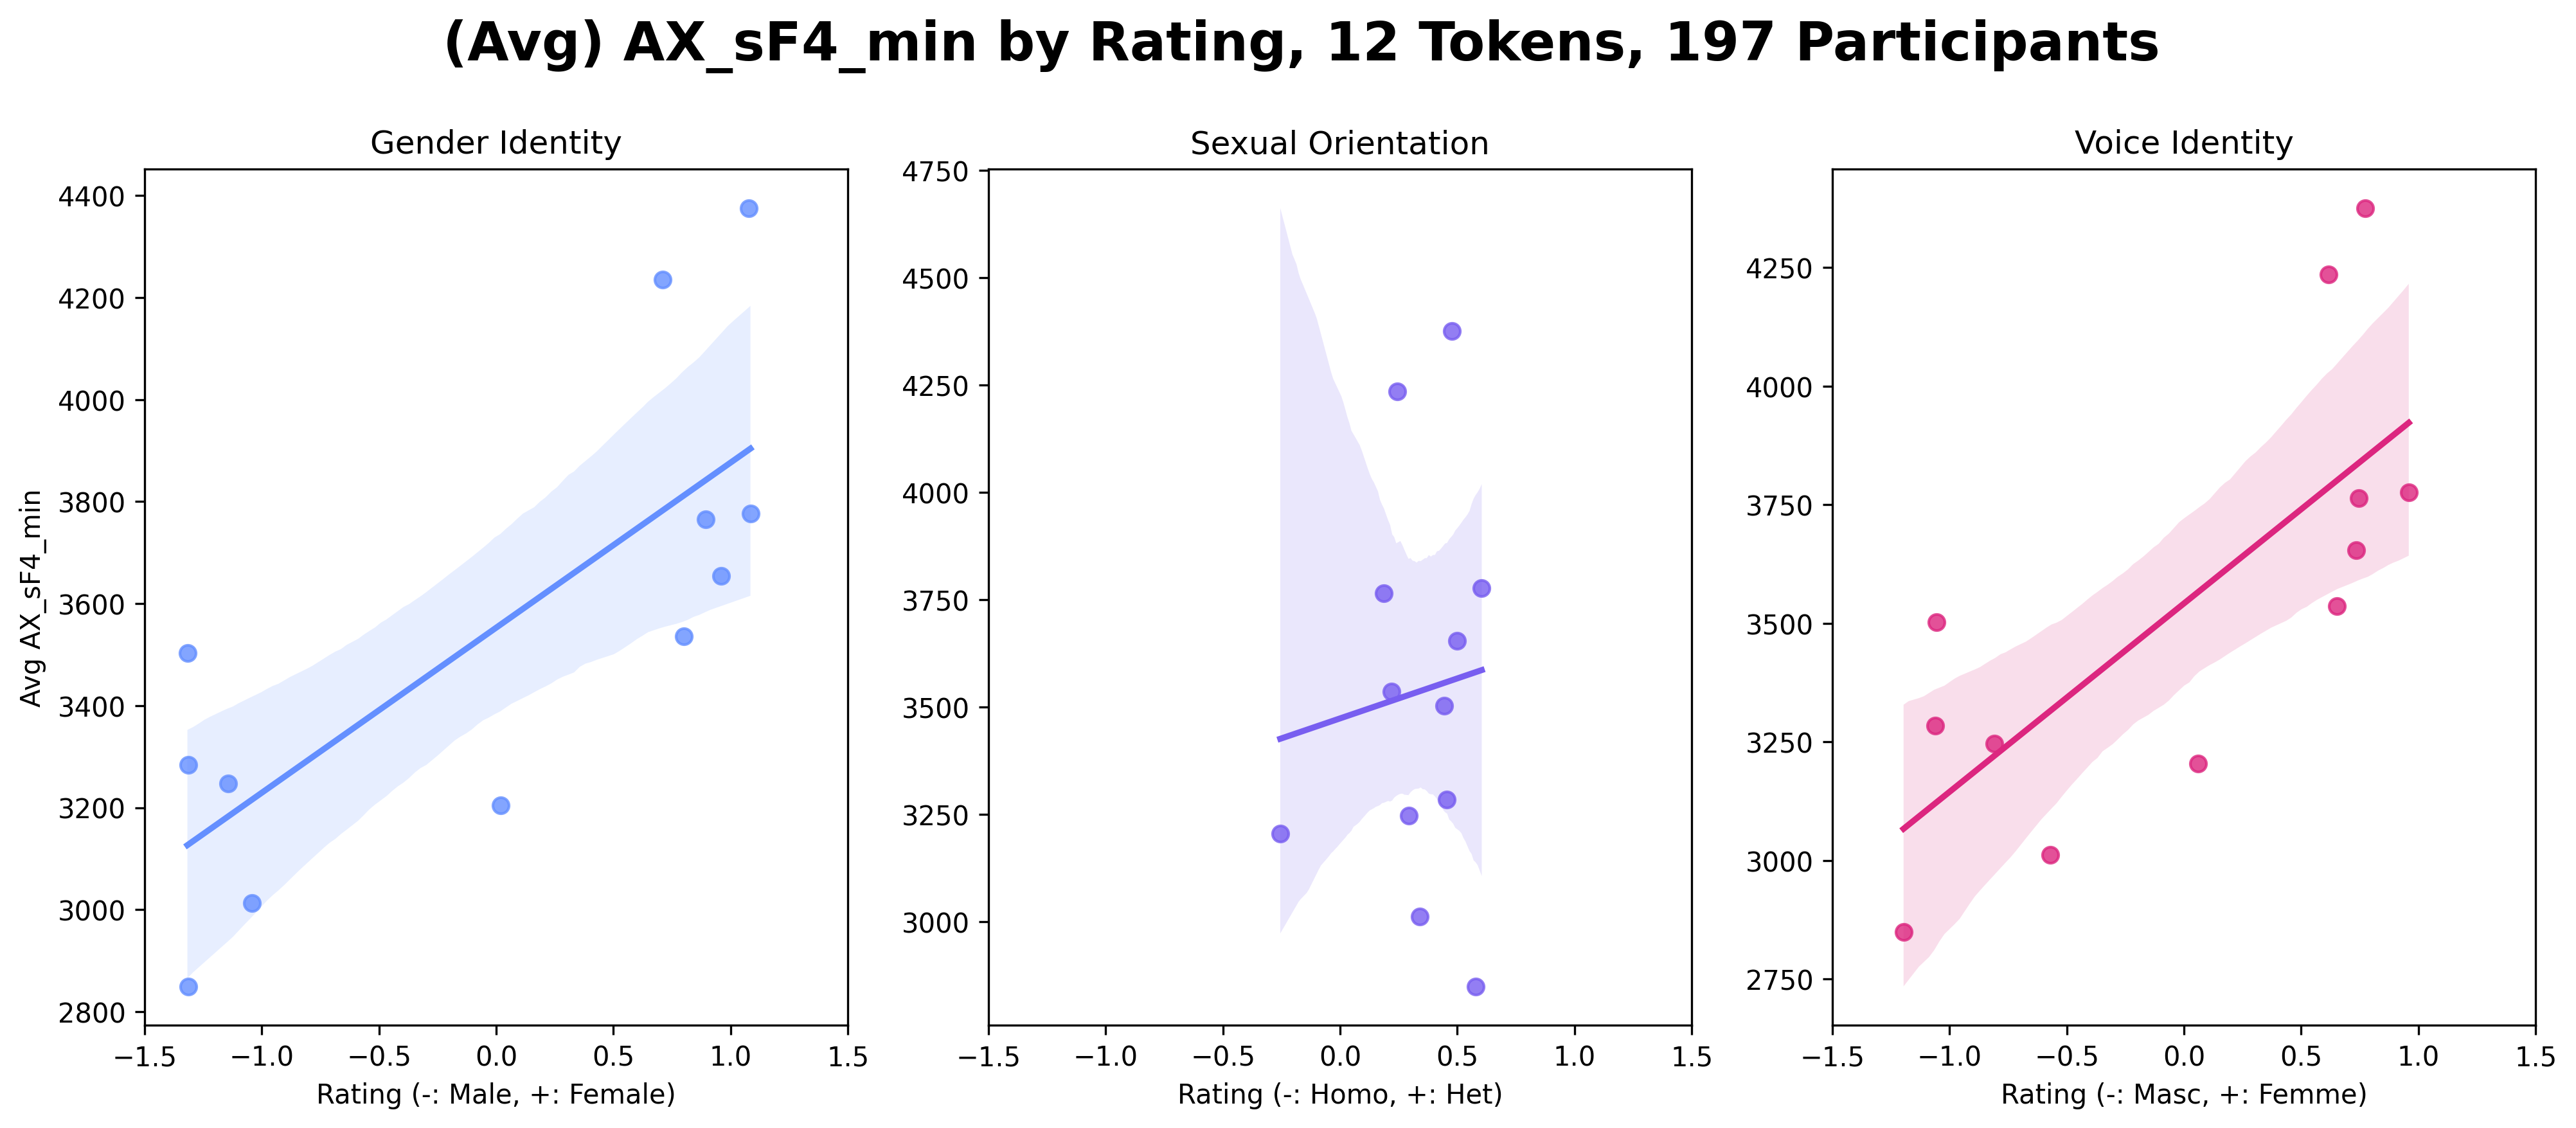 (Avg) AX_sF4_min by Rating, 12 Tokens, 197 Participants
Gender Identity
Avg AX_sF4_min
4400
4200
4000
3800
3600
3400
3200
3000
2800
−1.5 −1.0 −0.5 0.0 0.5 1.0 1.5
Rating (-: Male, +: Female)
Sexual Orientation
4750
4500
4250
4000
3750
3500
3250
3000
−1.5 −1.0 −0.5 0.0 0.5 1.0 1.5
Rating (-: Homo, +: Het)
Voice Identity
4250
4000
3750
3500
3250
3000
2750
−1.5 −1.0 −0.5 0.0 0.5 1.0 1.5
Rating (-: Masc, +: Femme)